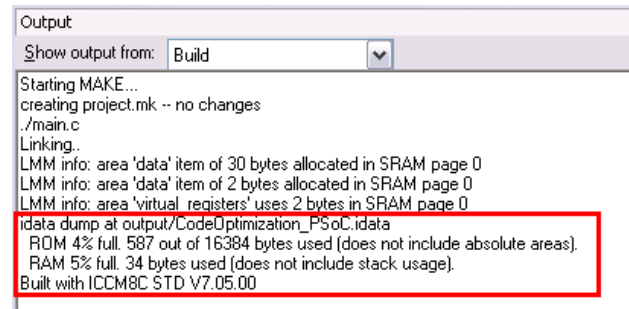 Output
Show output from: Build
Starting MAKE...
creating project.mk -- no changes
./main.c
Linking..
LMM info: area 'data' item of 30 bytes allocated in SRAM page 0
LMM info: area 'data' item of 2 bytes allocated in SRAM page 0
LMM info: area 'virtual_registers' uses 2 bytes in SRAM page 0
idata dump at output/CodeOptimization_PSoC.idata
ROM 4% full. 587 out of 16384 bytes used (does not include absolute areas).
RAM 5% full. 34 bytes used (does not include stack usage).
Built with ICCM8C STD V7.05.00